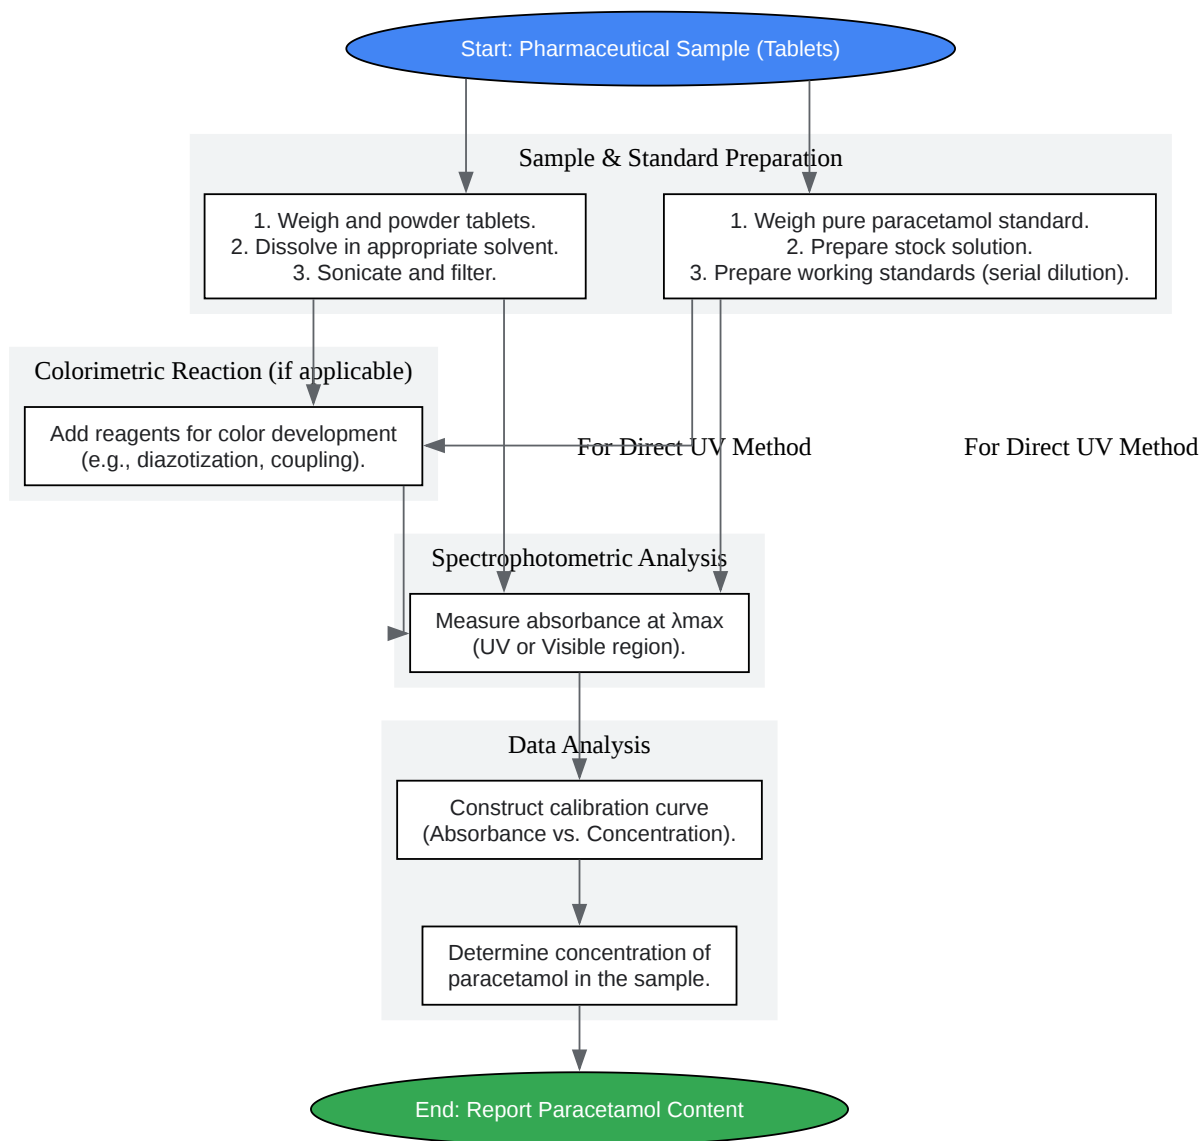 Start: Pharmaceutical Sample (Tablets)
Sample & Standard Preparation
1. Weigh and powder tablets.
2. Dissolve in appropriate solvent.
3. Sonicate and filter.
1. Weigh pure paracetamol standard.
2. Prepare stock solution.
3. Prepare working standards (serial dilution).
Colorimetric Reaction (if applicable)
Add reagents for color development
(e.g., diazotization, coupling).
For Direct UV Method
For Direct UV Method
Spectrophotometric Analysis
Measure absorbance at λmax
(UV or Visible region).
Data Analysis
Construct calibration curve
(Absorbance vs. Concentration).
Determine concentration of
paracetamol in the sample.
End: Report Paracetamol Content